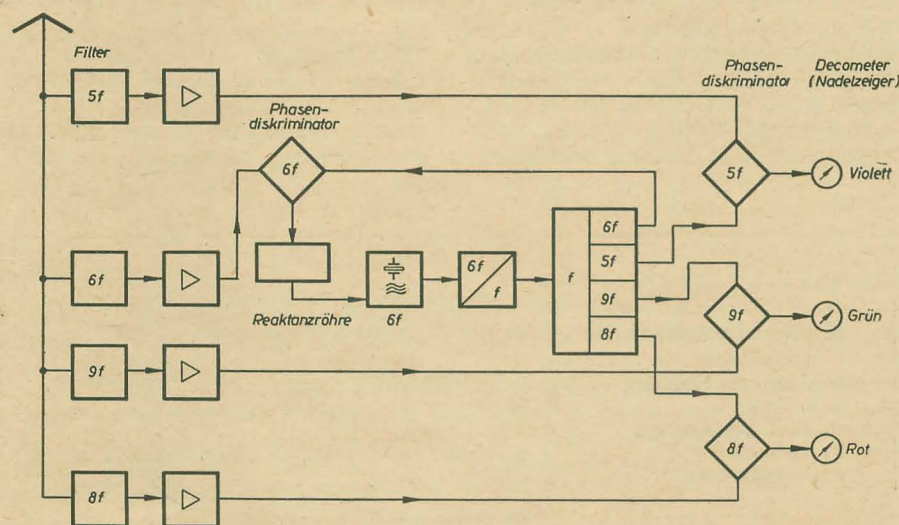 Filter
5f
Phasen-
diskriminator
6f
Phasen-
diskriminator
Decometer
(Nadelzeiger)
5f
Violett
6f
Reaktanzröhre
6f
6f
f
f
6f
5f
9f
8f
9f
Grün
9f
8f
8f
Rot